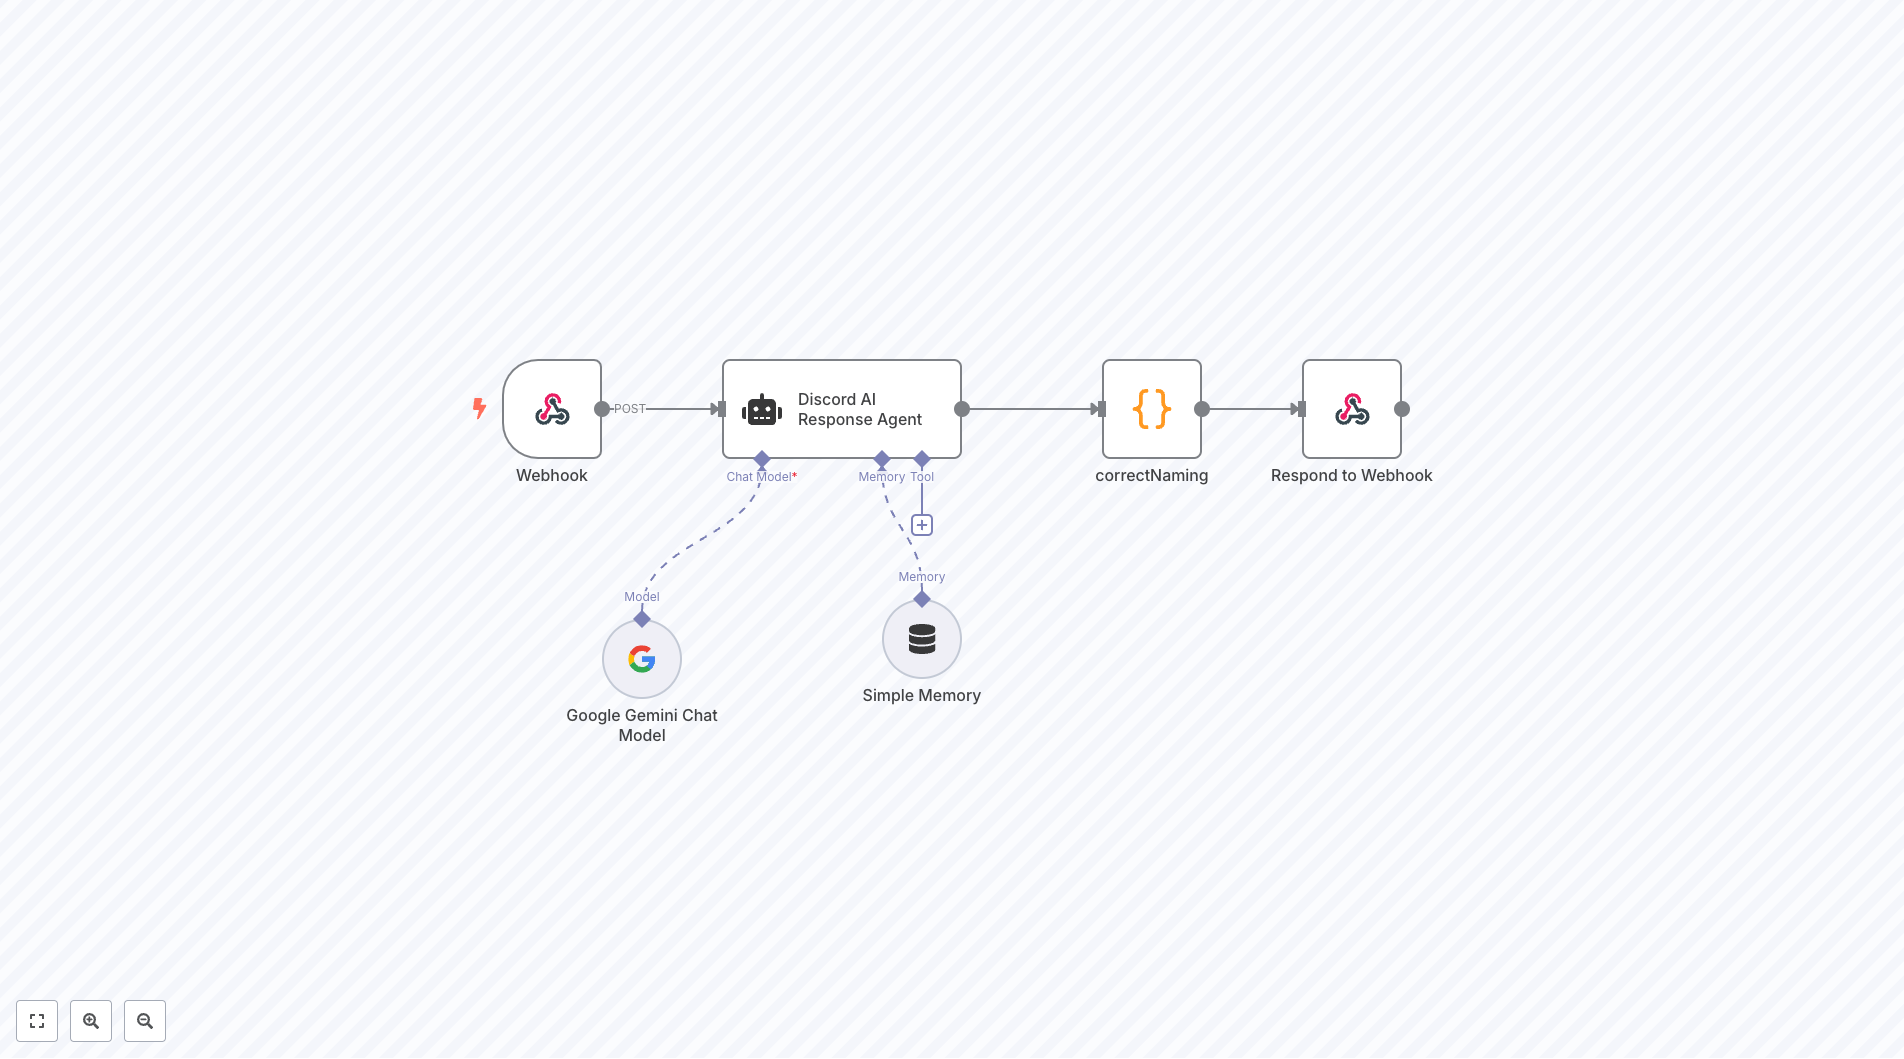 POST
Discord AI
Response Agent
Webhook
Chat Model*
Memory
Tool
correctNaming
Respond to Webhook
Model
Memory
Google Gemini Chat
Model
Simple Memory